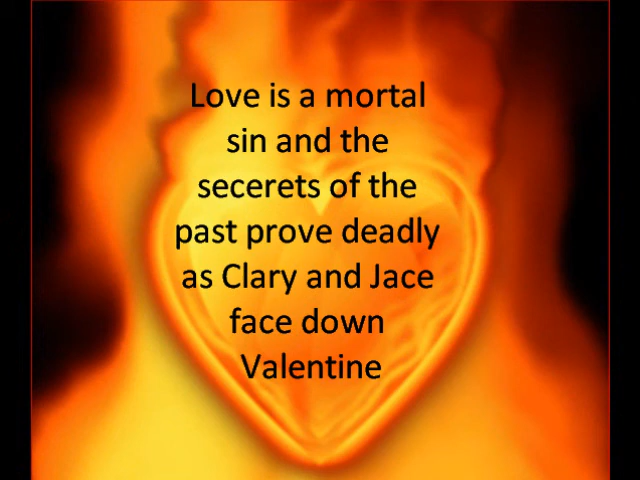 Love is a mortal
sin and the
secerets of the
past prove deadly
as Clary and Jace
face down
Valentine